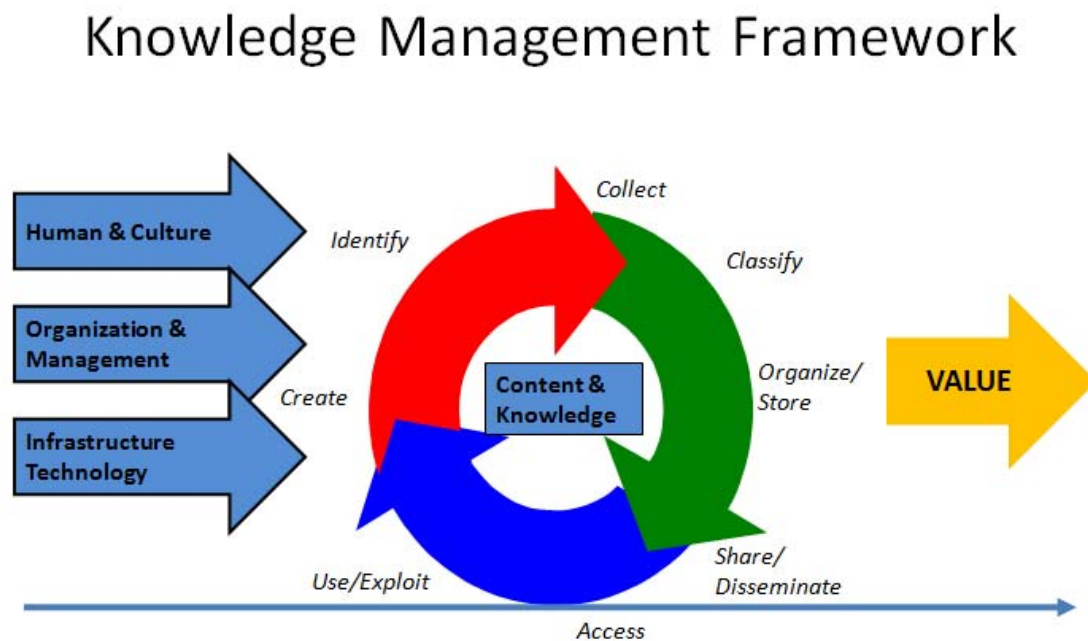 Knowledge Management Framework
Human & Culture
Organization &
Management
Infrastructure
Technology
Create
Identify
Collect
Classify
Organize/
Store
Share/
Disseminate
Access
Use/Exploit
Content &
Knowledge
VALUE